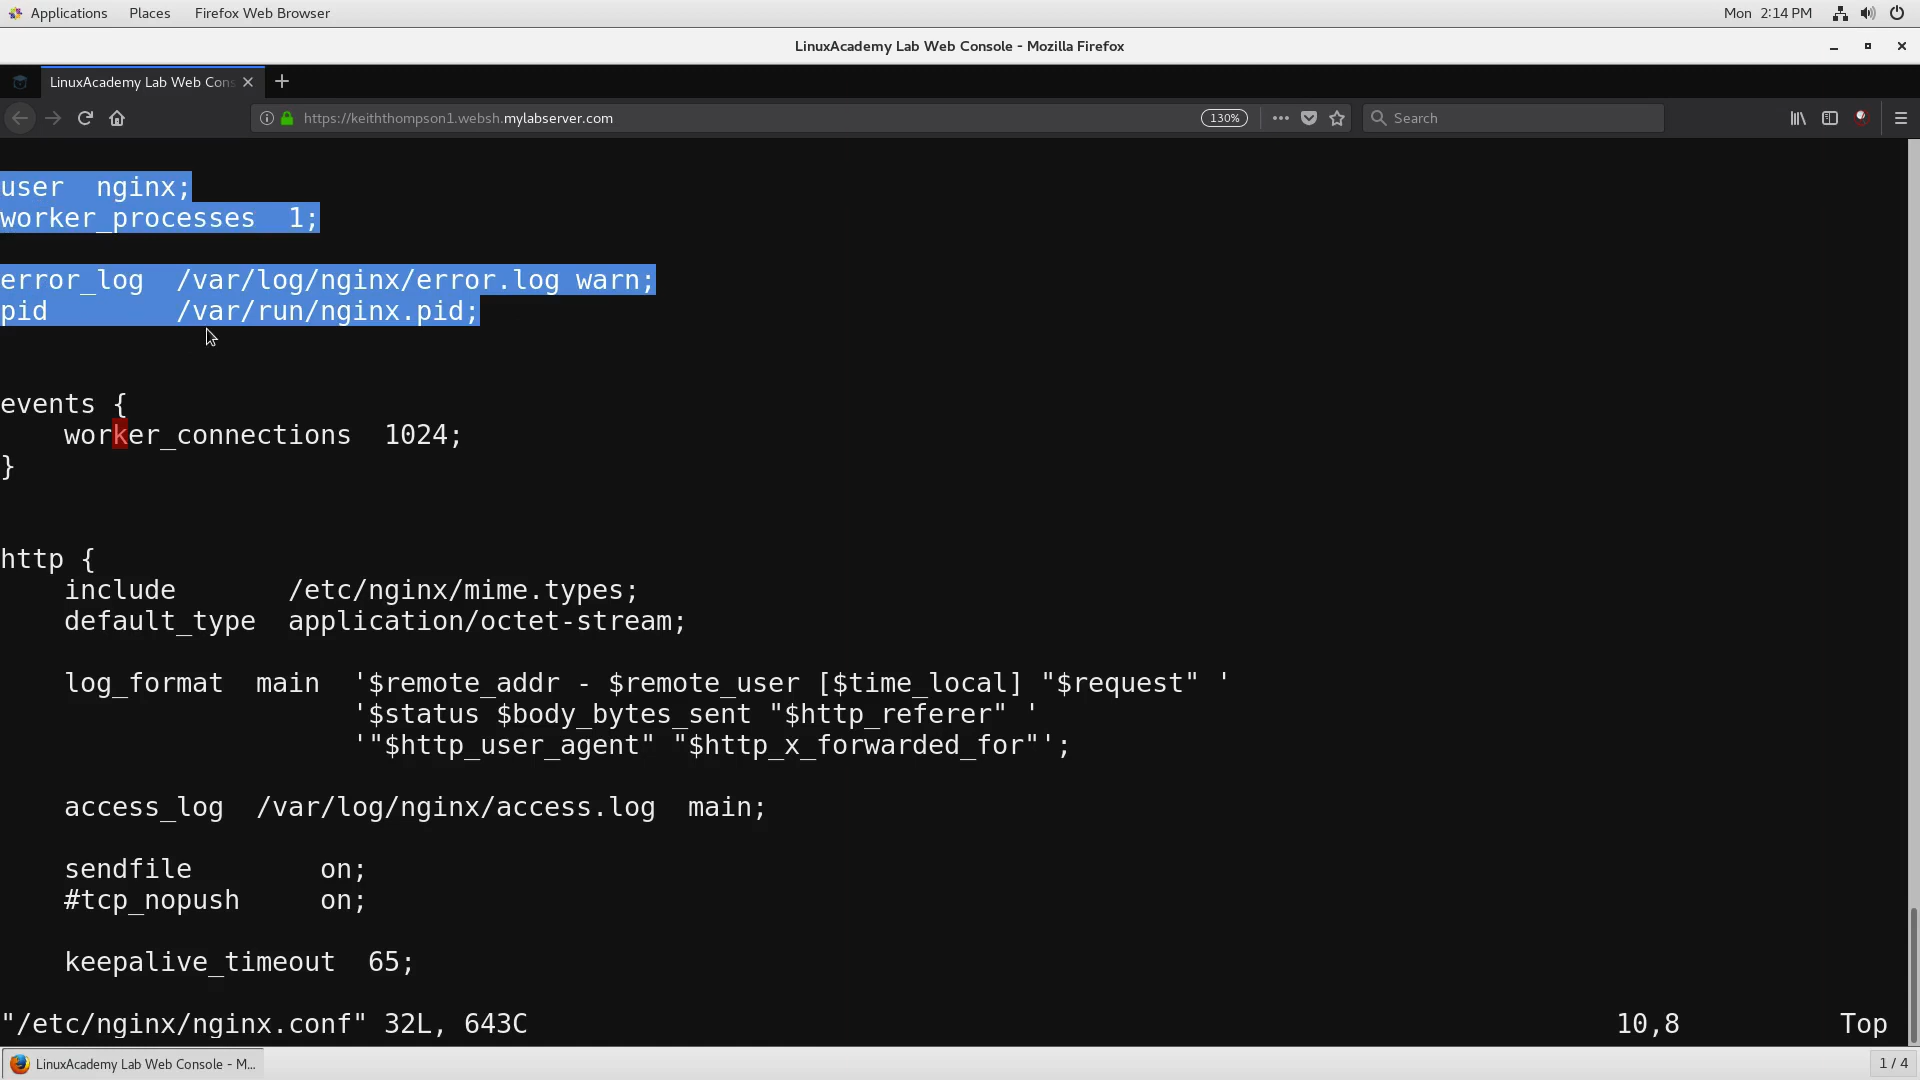 Applications Places Firefox Web Browser Mon 2:14 PM
LinuxAcademy Lab Web Console - Mozilla Firefox
LinuxAcademy Lab Web Cons
https://keiththompson1.websh.mylabserver.com 130% Search
user  nginx;
worker_processes  1;
error_log  /var/log/nginx/error.log warn;
pid        /var/run/nginx.pid;
events {
    worker_connections  1024;
}
http {
    include       /etc/nginx/mime.types;
    default_type  application/octet-stream;
    log_format  main  '$remote_addr - $remote_user [$time_local] "$request" '
                      '$status $body_bytes_sent "$http_referer" '
                      '"$http_user_agent" "$http_x_forwarded_for"';
    access_log  /var/log/nginx/access.log  main;
    sendfile        on;
    #tcp_nopush     on;
    keepalive_timeout  65;
"/etc/nginx/nginx.conf" 32L, 643C 10,8 Top
LinuxAcademy Lab Web Console - M... 1 / 4